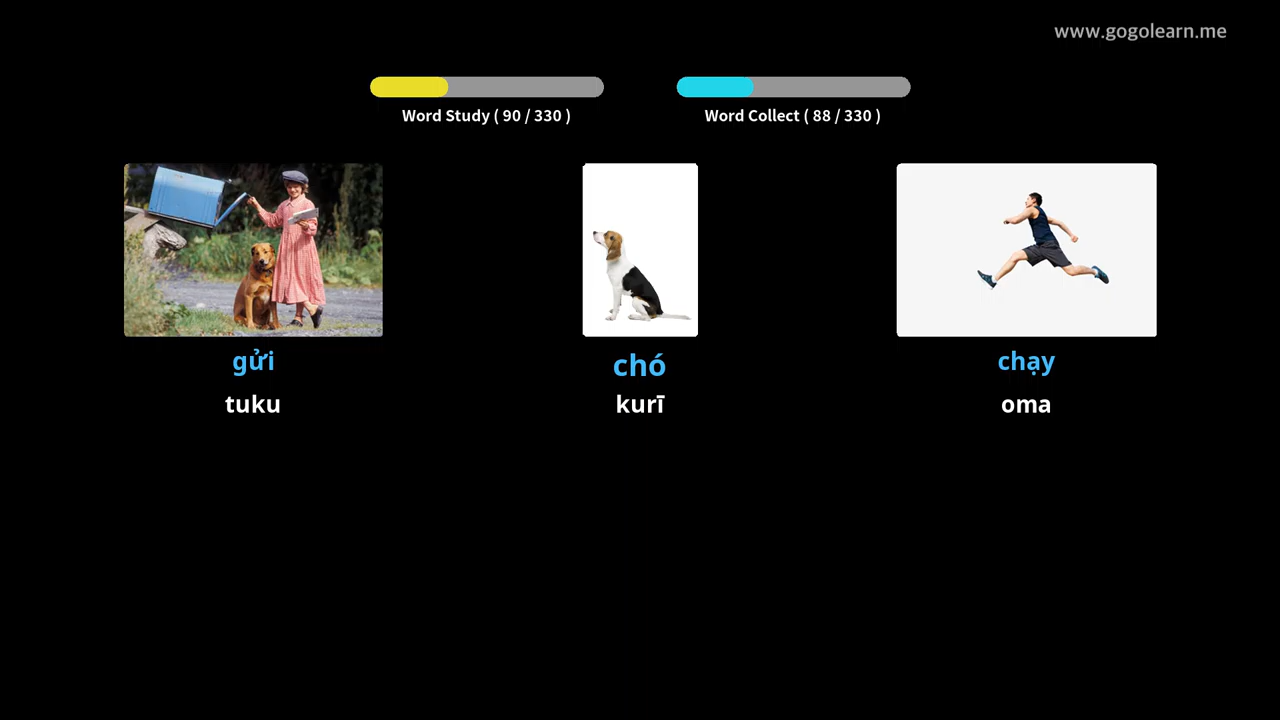 www.gogolearn.me
Word Study ( 90 / 330 )
Word Collect ( 88 / 330 )
gửi
chó
chạy
tuku
kurī
oma